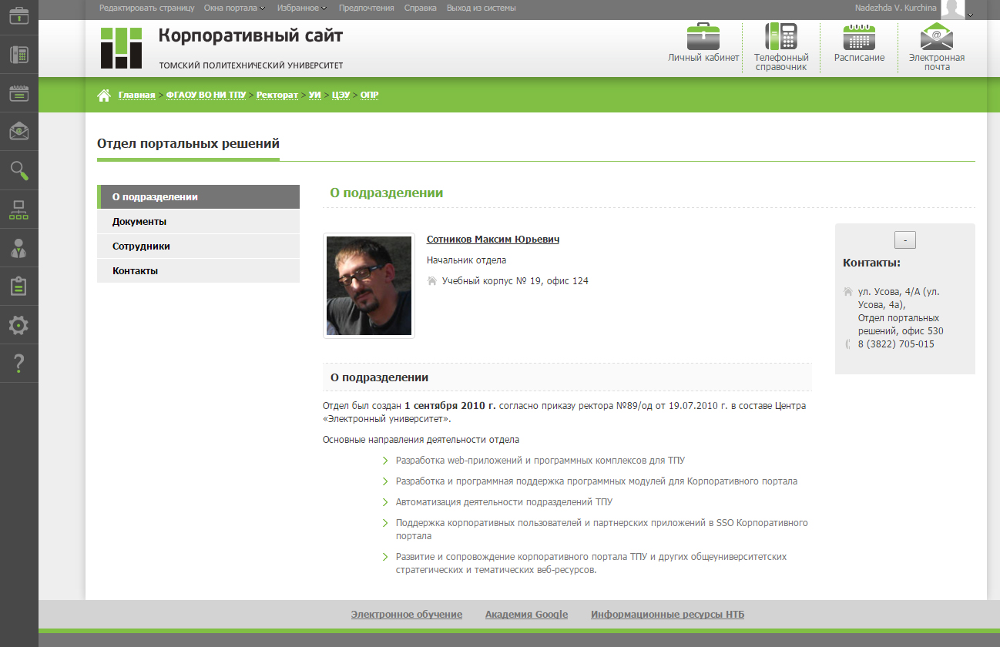 Редактировать страницу Окна портала Избранное Предпочтения Справка Выход из системы Nadezhda V. Kurchina
Корпоративный сайт
ТОМСКИЙ ПОЛИТЕХНИЧЕСКИЙ УНИВЕРСИТЕТ
Личный кабинет
Телефонный
справочник
Расписание
Электронная
почта
Главная > ФГАОУ ВО НИ ТПУ > Ректорат > УИ > ЦЭУ > ОПР
Отдел портальных решений
О подразделении
Документы
Сотрудники
Контакты
О подразделении
Сотников Максим Юрьевич
Начальник отдела
Учебный корпус № 19, офис 124
-
Контакты:
ул. Усова, 4/А (ул.
Усова, 4а),
Отдел портальных
решений, офис 530
8 (3822) 705-015
О подразделении
Отдел был создан 1 сентября 2010 г. согласно приказу ректора №89/од от 19.07.2010 г. в составе Центра
«Электронный университет».
Основные направления деятельности отдела
Разработка web-приложений и программных комплексов для ТПУ
Разработка и программная поддержка программных модулей для Корпоративного портала
Автоматизация деятельности подразделений ТПУ
Поддержка корпоративных пользователей и партнерских приложений в SSO Корпоративного
портала
Развитие и сопровождение корпоративного портала ТПУ и других общеуниверситетских
стратегических и тематических веб-ресурсов.
Электронное обучение Академия Google Информационные ресурсы НТБ